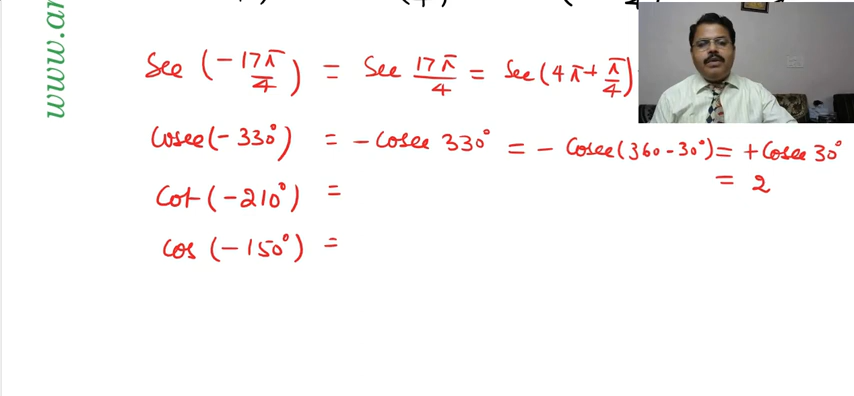 www.ar
Sec (-17π/4) = Sec 17π/4 = Sec (4π + π/4)
Cosec (-330°) = - Cosec 330° = - Cosec (360 - 30°) = + Cosec 30°
= 2
Cot (-210°) =
Cos (-150°) =